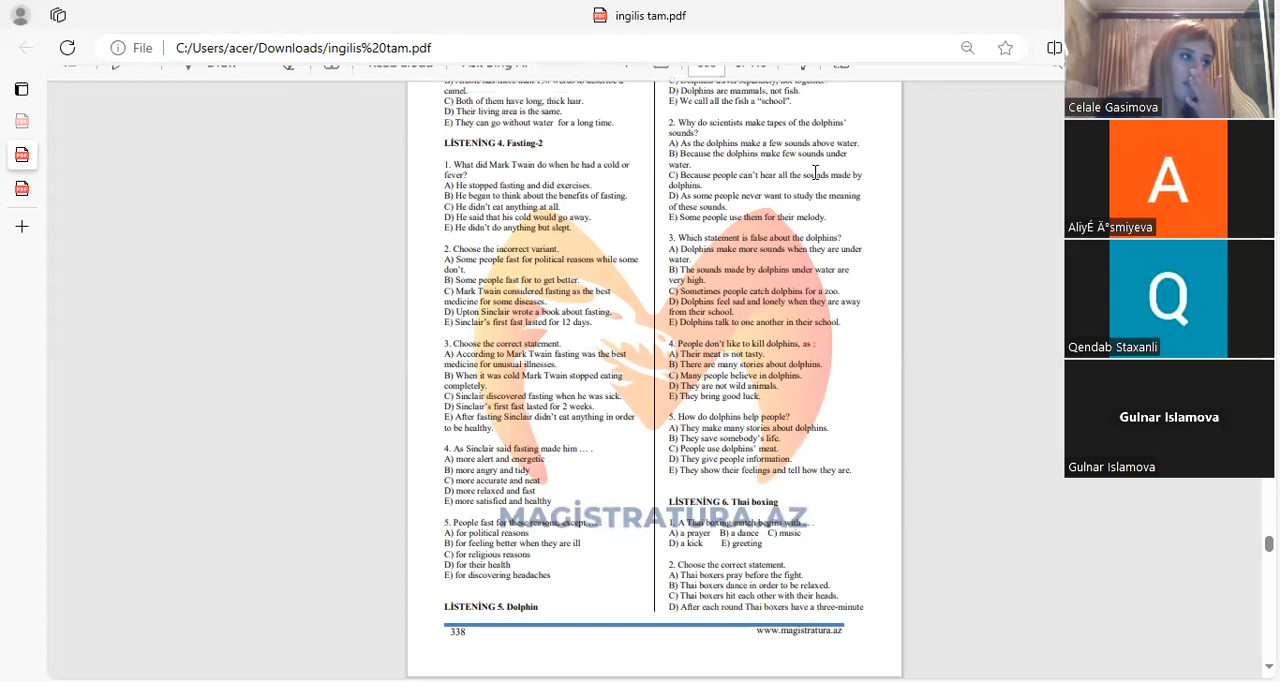 ingilis tam.pdf
File
C:/Users/acer/Downloads/ingilis%20tam.pdf
camel.
C) Both of them have long, thick hair.
D) Their living area is the same.
E) They can go without water for a long time.
LİSTENİNG 4. Fasting-2
1. What did Mark Twain do when he had a cold or
fever?
A) He stopped fasting and did exercises.
B) He began to think about the benefits of fasting.
C) He didn't eat anything at all.
D) He said that his cold would go away.
E) He didn't do anything but slept.
2. Choose the incorrect variant.
A) Some people fast for political reasons while some
don't.
B) Some people fast for to get better.
C) Mark Twain considered fasting as the best
medicine for some diseases.
D) Upton Sinclair wrote a book about fasting.
E) Sinclair's first fast lasted for 12 days.
3. Choose the correct statement.
A) According to Mark Twain fasting was the best
medicine for unusual illnesses.
B) When it was cold Mark Twain stopped eating
completely.
C) Sinclair discovered fasting when he was sick.
D) Sinclair's first fast lasted for 2 weeks.
E) After fasting Sinclair didn't eat anything in order
to be healthy.
4. As Sinclair said fasting made him … .
A) more alert and energetic
B) more angry and tidy
C) more accurate and neat
D) more relaxed and fast
E) more satisfied and healthy
5. People fast for these reasons, except ….
A) for political reasons
B) for feeling better when they are ill
C) for religious reasons
D) for their health
E) for discovering headaches
LİSTENİNG 5. Dolphin
D) Dolphins are mammals, not fish.
E) We call all the fish a "school".
2. Why do scientists make tapes of the dolphins'
sounds?
A) As the dolphins make a few sounds above water.
B) Because the dolphins make few sounds under
water.
C) Because people can't hear all the sounds made by
dolphins.
D) As some people never want to study the meaning
of these sounds.
E) Some people use them for their melody.
3. Which statement is false about the dolphins?
A) Dolphins make more sounds when they are under
water.
B) The sounds made by dolphins under water are
very high.
C) Sometimes people catch dolphins for a zoo.
D) Dolphins feel sad and lonely when they are away
from their school.
E) Dolphins talk to one another in their school.
4. People don't like to kill dolphins, as :
A) Their meat is not tasty.
B) There are many stories about dolphins.
C) Many people believe in dolphins.
D) They are not wild animals.
E) They bring good luck.
5. How do dolphins help people?
A) They make many stories about dolphins.
B) They save somebody's life.
C) People use dolphins' meat.
D) They give people information.
E) They show their feelings and tell how they are.
LİSTENİNG 6. Thai boxing
MAGİSTRATURA.AZ
1. A Thai boxing match begins with … .
A) a prayer B) a dance C) music
D) a kick E) greeting
2. Choose the correct statement.
A) Thai boxers pray before the fight.
B) Thai boxers dance in order to be relaxed.
C) Thai boxers hit each other with their heads.
D) After each round Thai boxers have a three-minute
338
www.magistratura.az
Celale Gasimova
A
AliyÉ Ä°smiyeva
Q
Qendab Staxanli
Gulnar Islamova
Gulnar Islamova